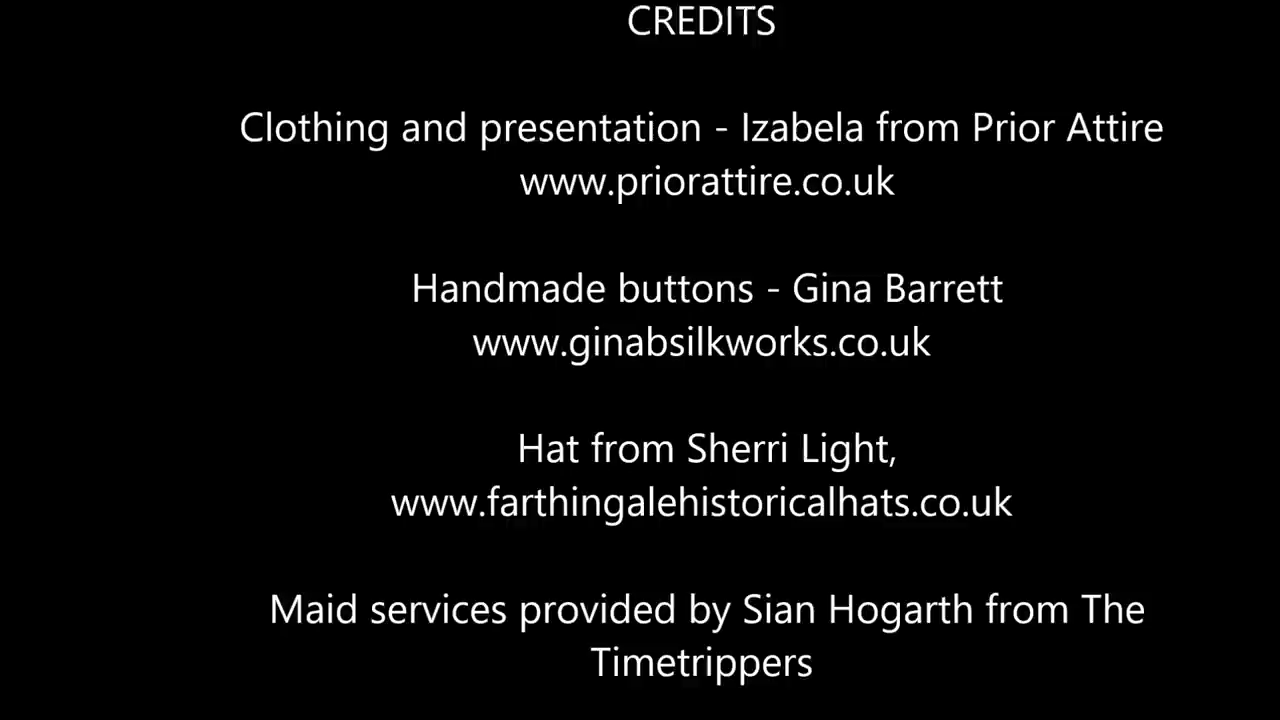 CREDITS
Clothing and presentation - Izabela from Prior Attire
www.priorattire.co.uk
Handmade buttons - Gina Barrett
www.ginabsilkworks.co.uk
Hat from Sherri Light,
www.farthingalehistoricalhats.co.uk
Maid services provided by Sian Hogarth from The
Timetrippers